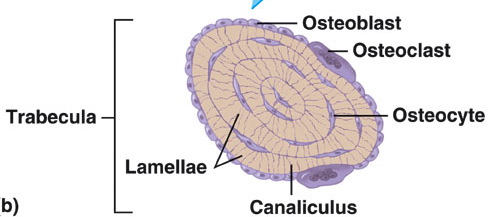 Osteoblast
Osteoclast
Trabecula
Osteocyte
Lamellae
Canaliculus
b)